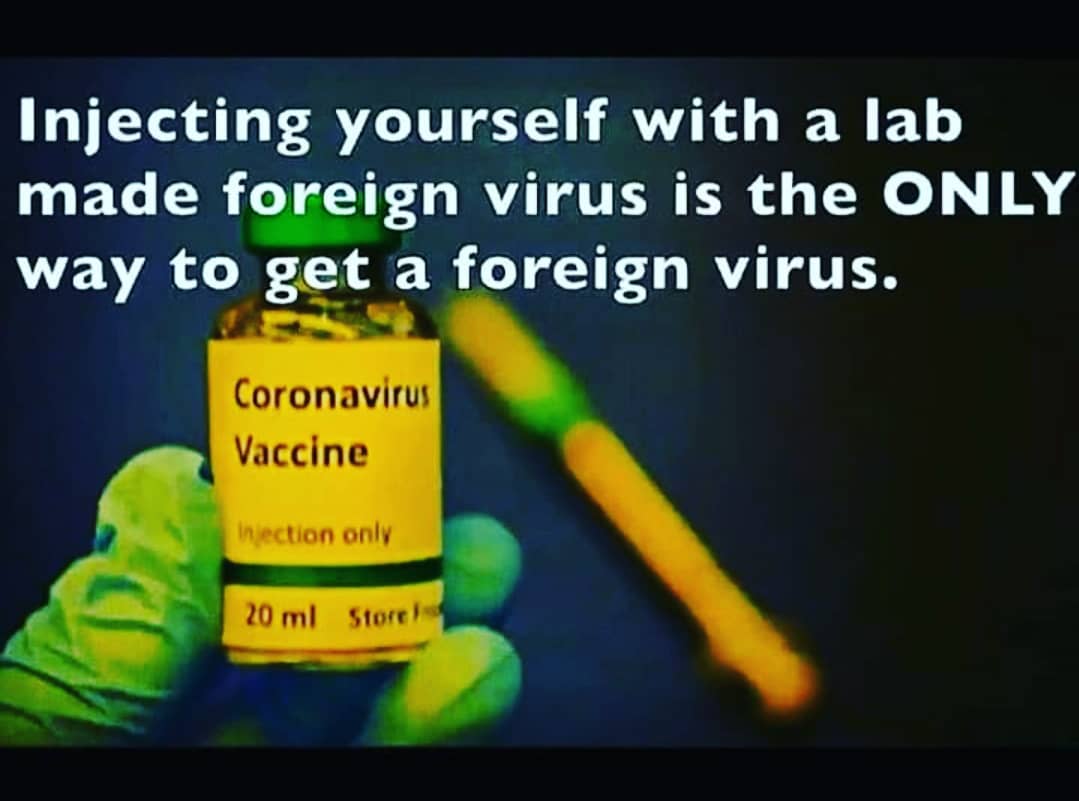 Injecting yourself with a lab
made foreign virus is the ONLY
way to get a foreign virus.
Coronavirus
Vaccine
Injection only
20 ml Store